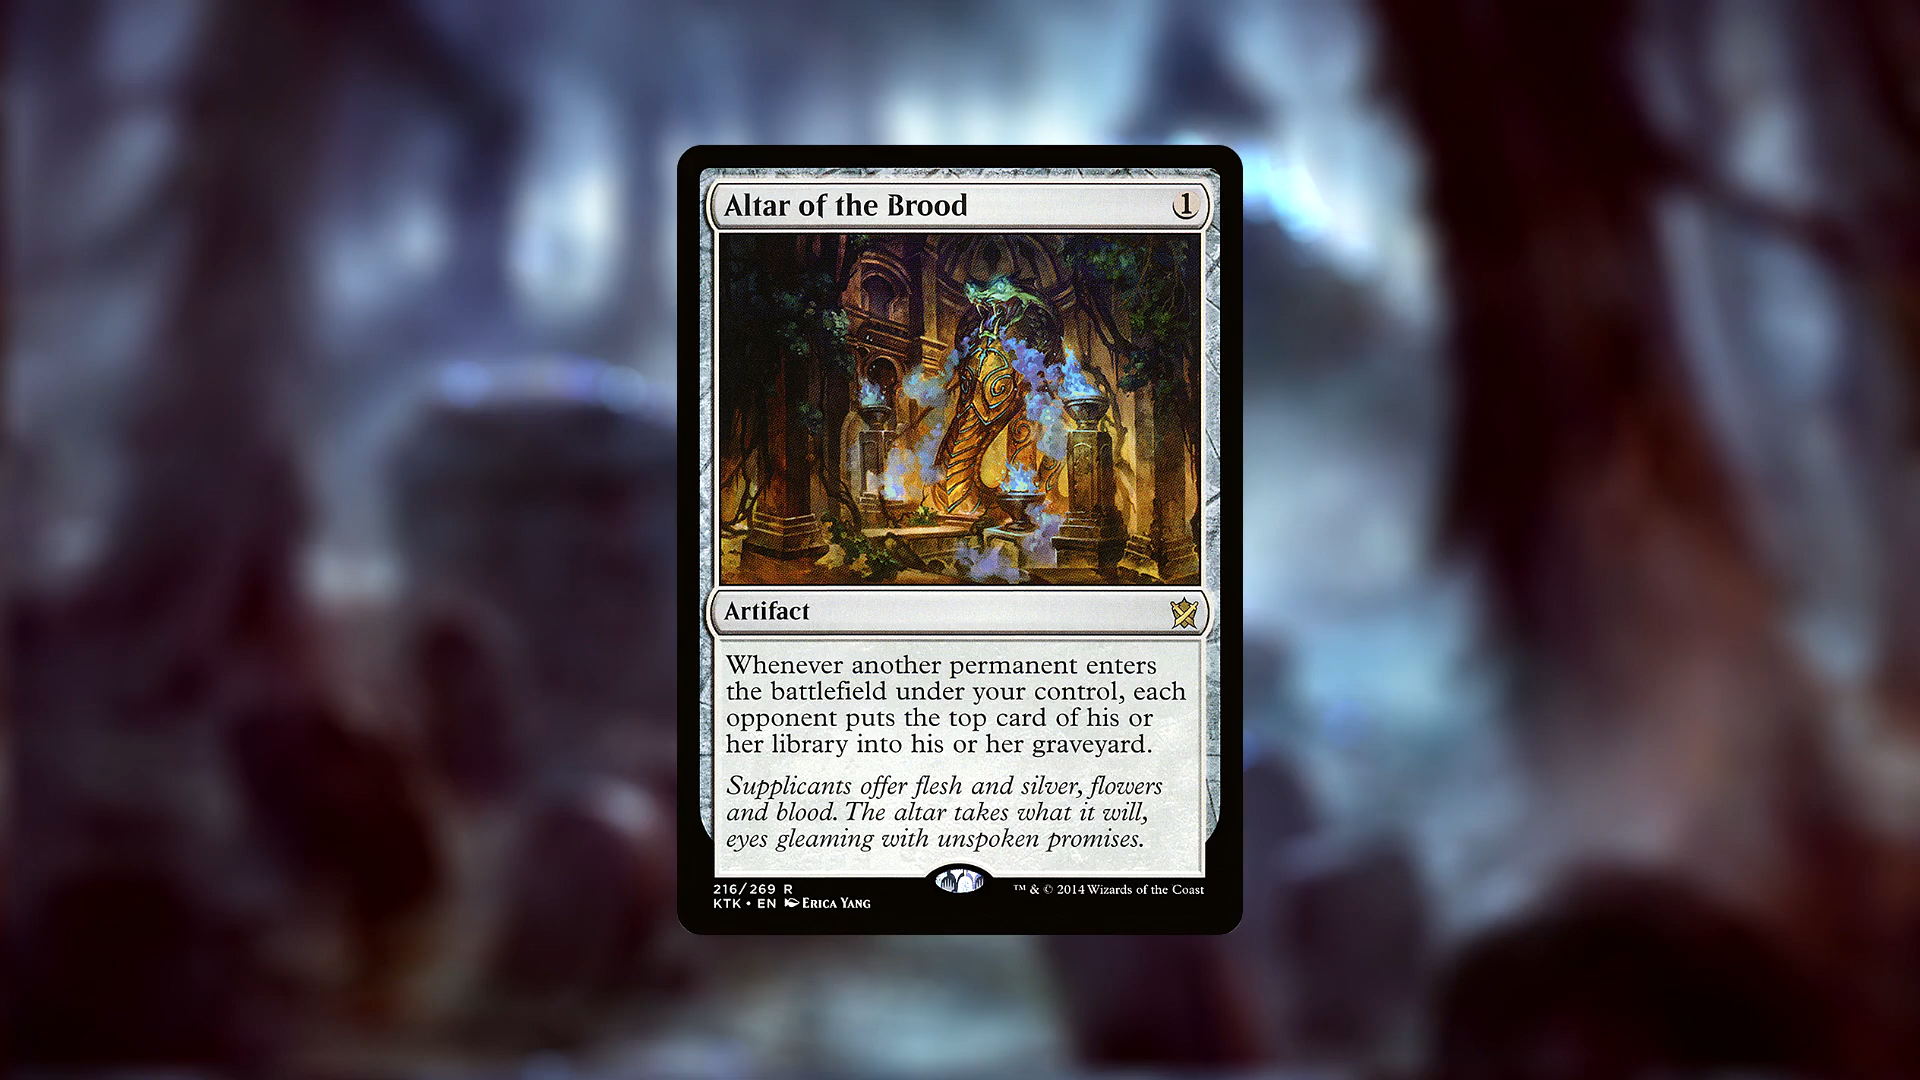 Altar of the Brood
1
Artifact
Whenever another permanent enters
the battlefield under your control, each
opponent puts the top card of his or
her library into his or her graveyard.
Supplicants offer flesh and silver, flowers
and blood. The altar takes what it will,
eyes gleaming with unspoken promises.
216/269 R
™ & © 2014 Wizards of the Coast
KTK • EN Erica Yang